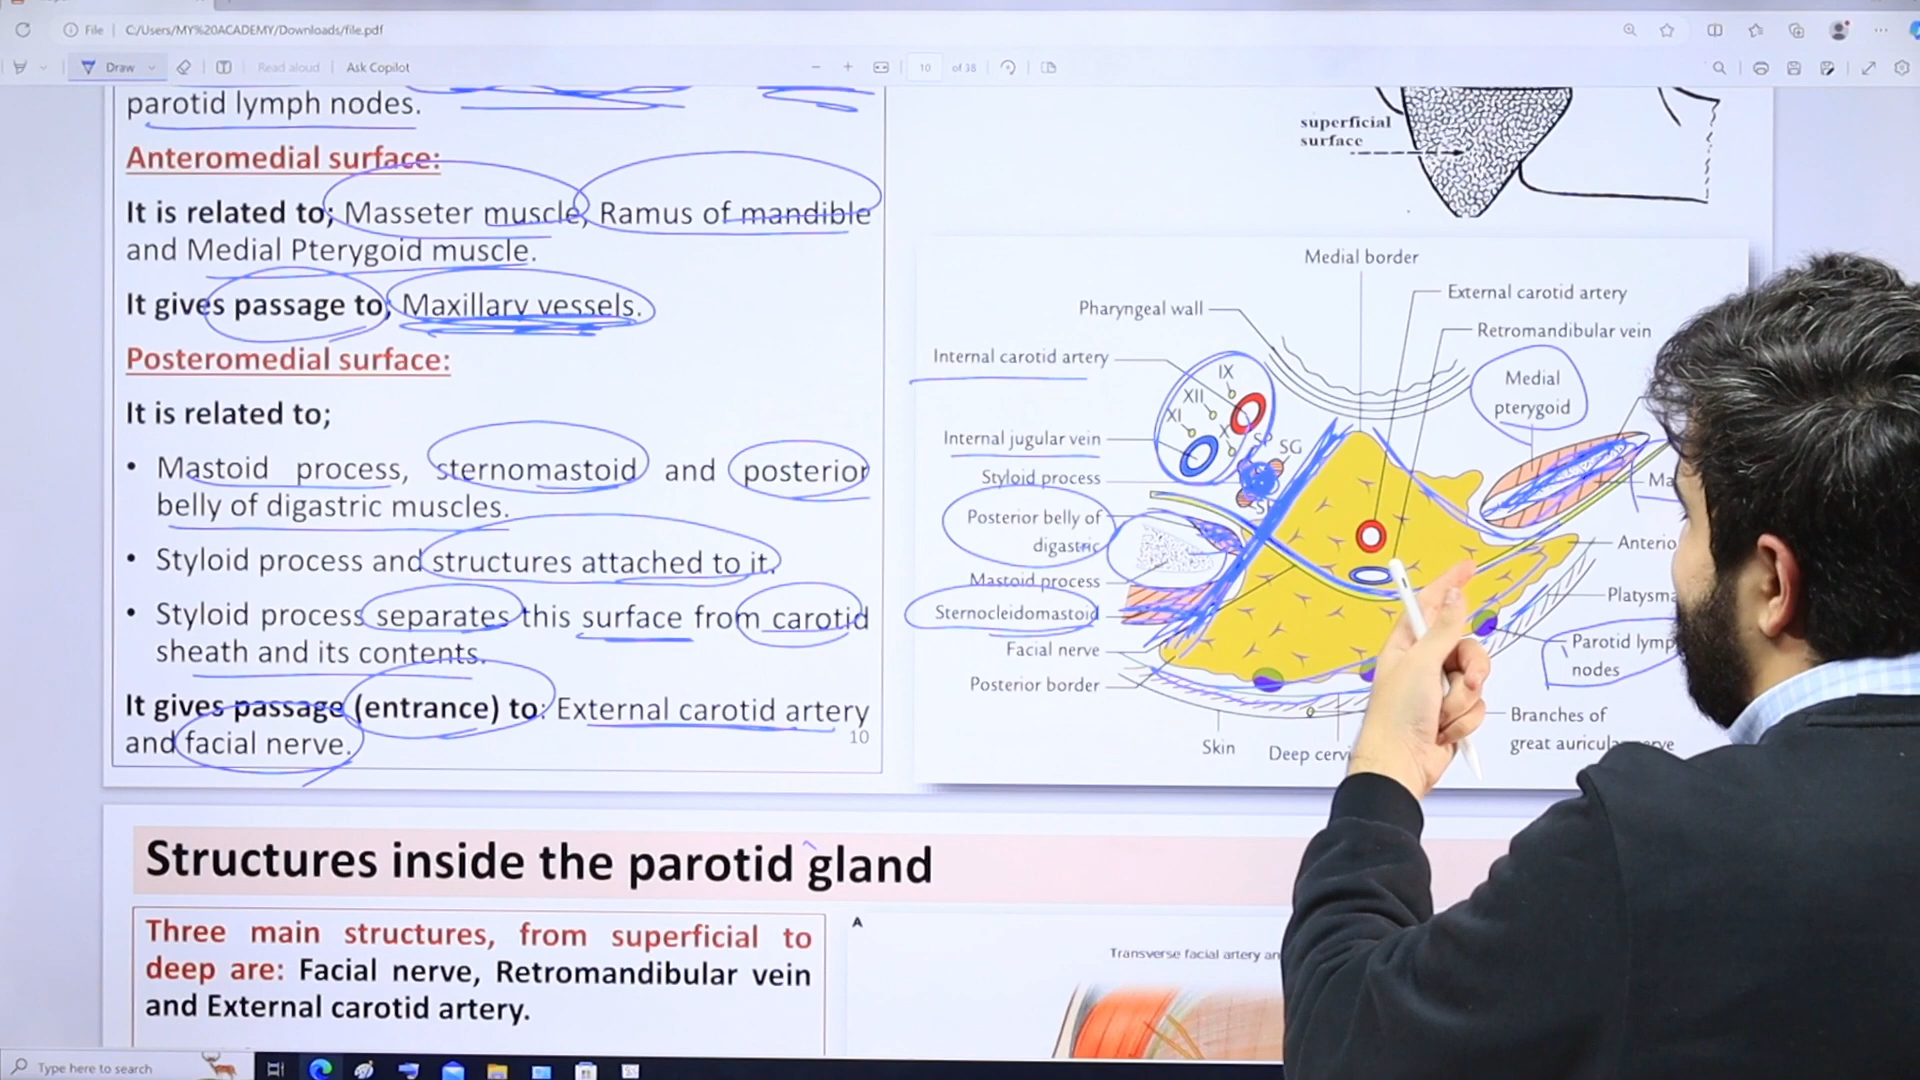 File C:/Users/MY%20ACADEMY/Downloads/file.pdf
Draw Read aloud Ask Copilot 10 of 38
parotid lymph nodes.
Anteromedial surface:
It is related to; Masseter muscle, Ramus of mandible
and Medial Pterygoid muscle.
It gives passage to; Maxillary vessels.
Posteromedial surface:
It is related to;
• Mastoid process, sternomastoid and posterior
belly of digastric muscles.
• Styloid process and structures attached to it.
• Styloid process separates this surface from carotid
sheath and its contents.
It gives passage (entrance) to: External carotid artery
and facial nerve.
10
superficial
surface
Medial border
External carotid artery
Pharyngeal wall
Retromandibular vein
Internal carotid artery
IX
Medial
pterygoid
XII
XI
X
Internal jugular vein
SP
SG
Styloid process
Posterior belly of
digastric
Mastoid process
Sternocleidomastoid
Platysma
Facial nerve
Parotid lymp
nodes
Posterior border
Branches of
great auricul
Skin
Structures inside the parotid gland
Three main structures, from superficial to
deep are: Facial nerve, Retromandibular vein
and External carotid artery.
A
Transverse facial artery an
Type here to search